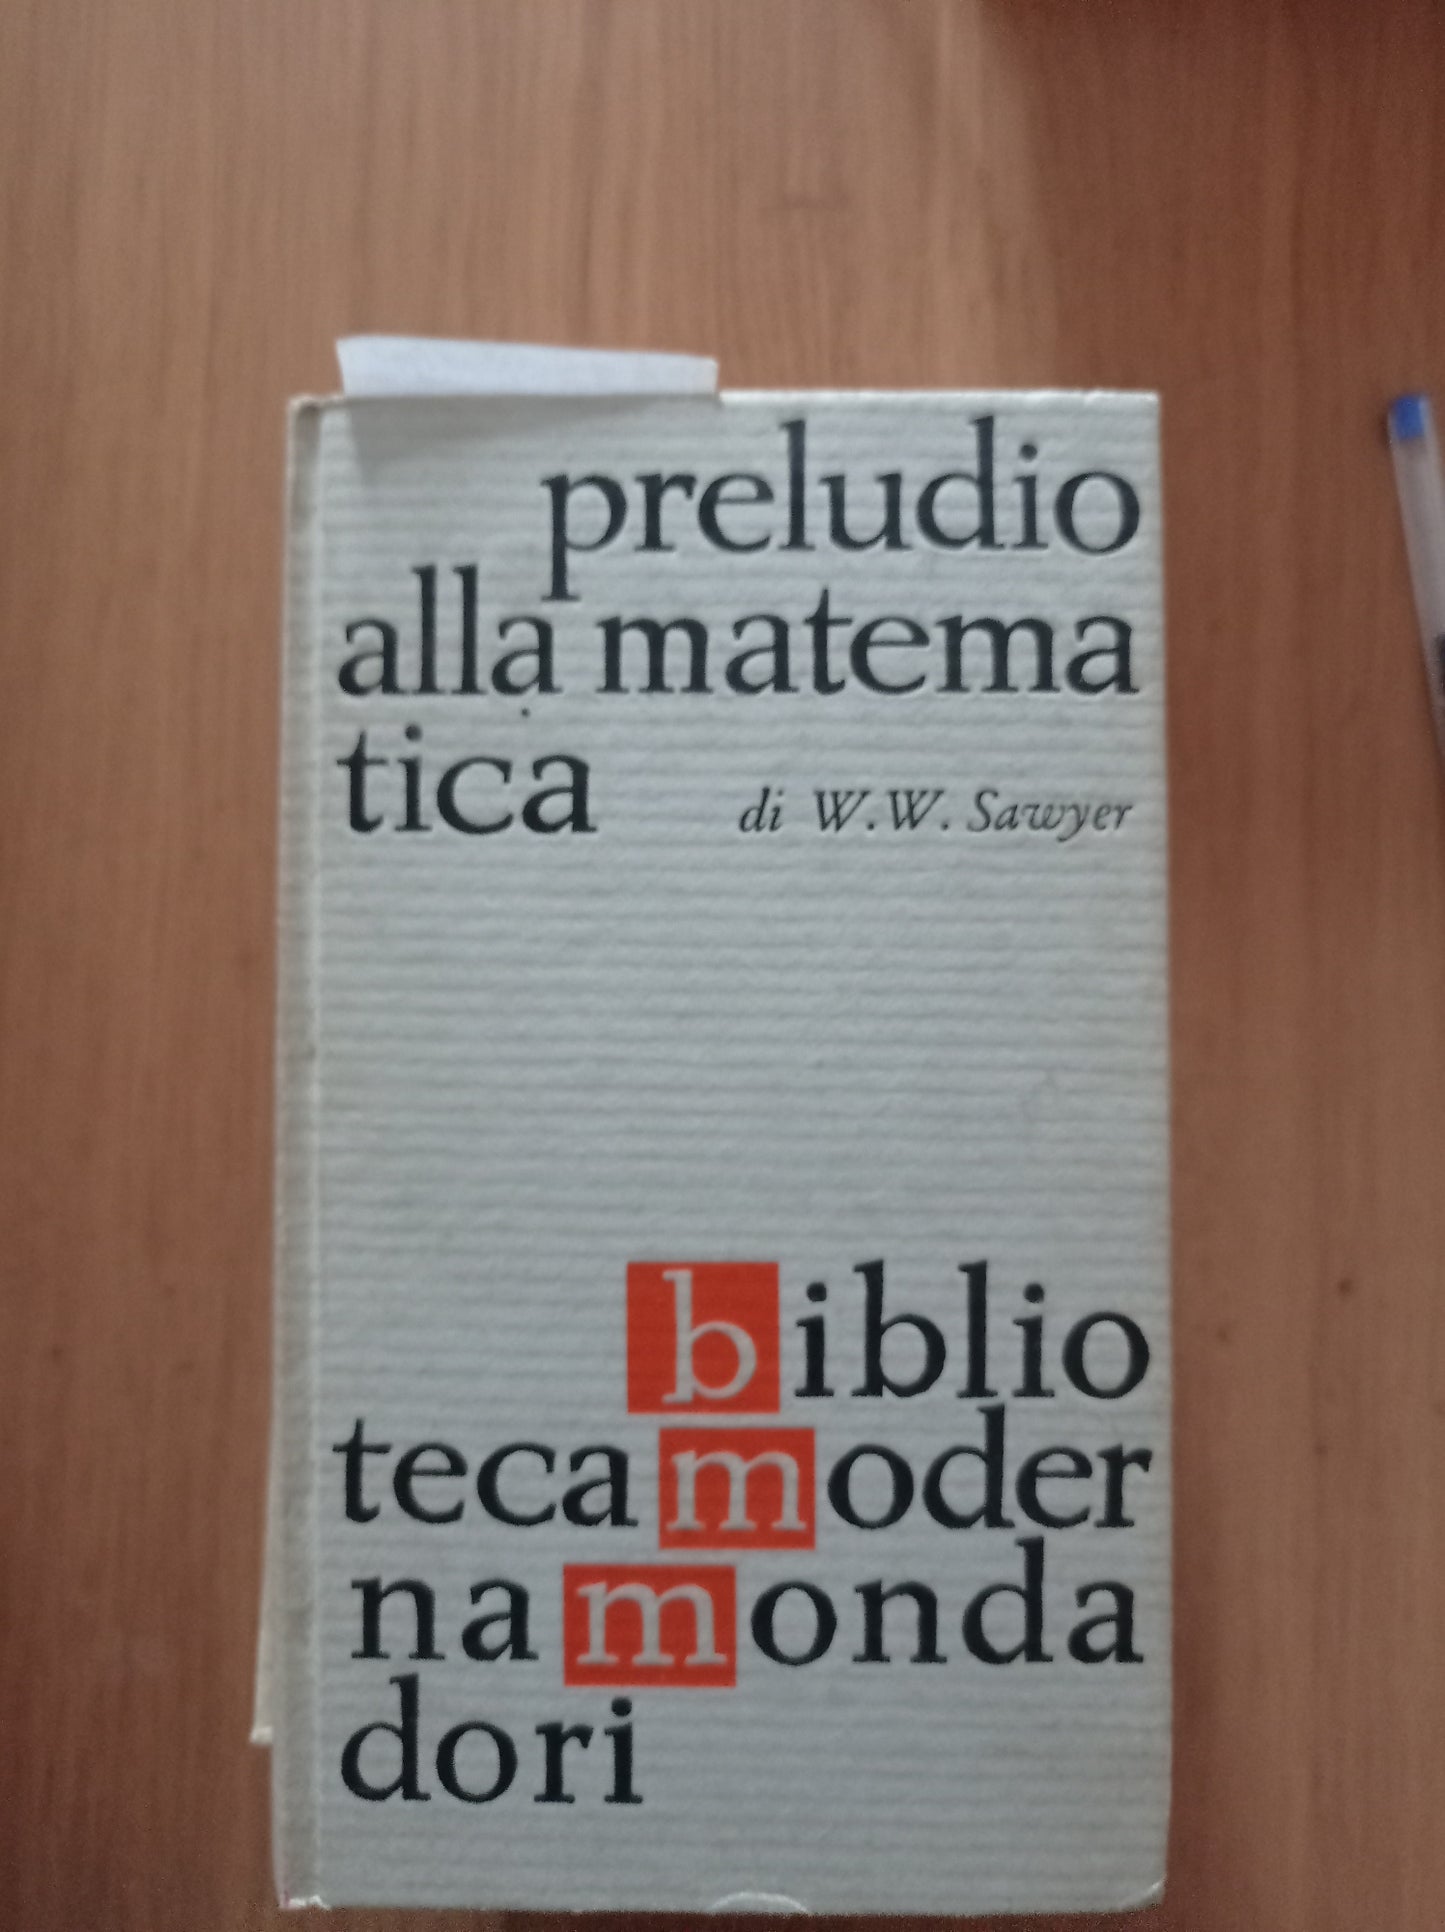 preludio
alla matema
tica di W.W. Sawyer
biblio
teca moder
na monda
dori